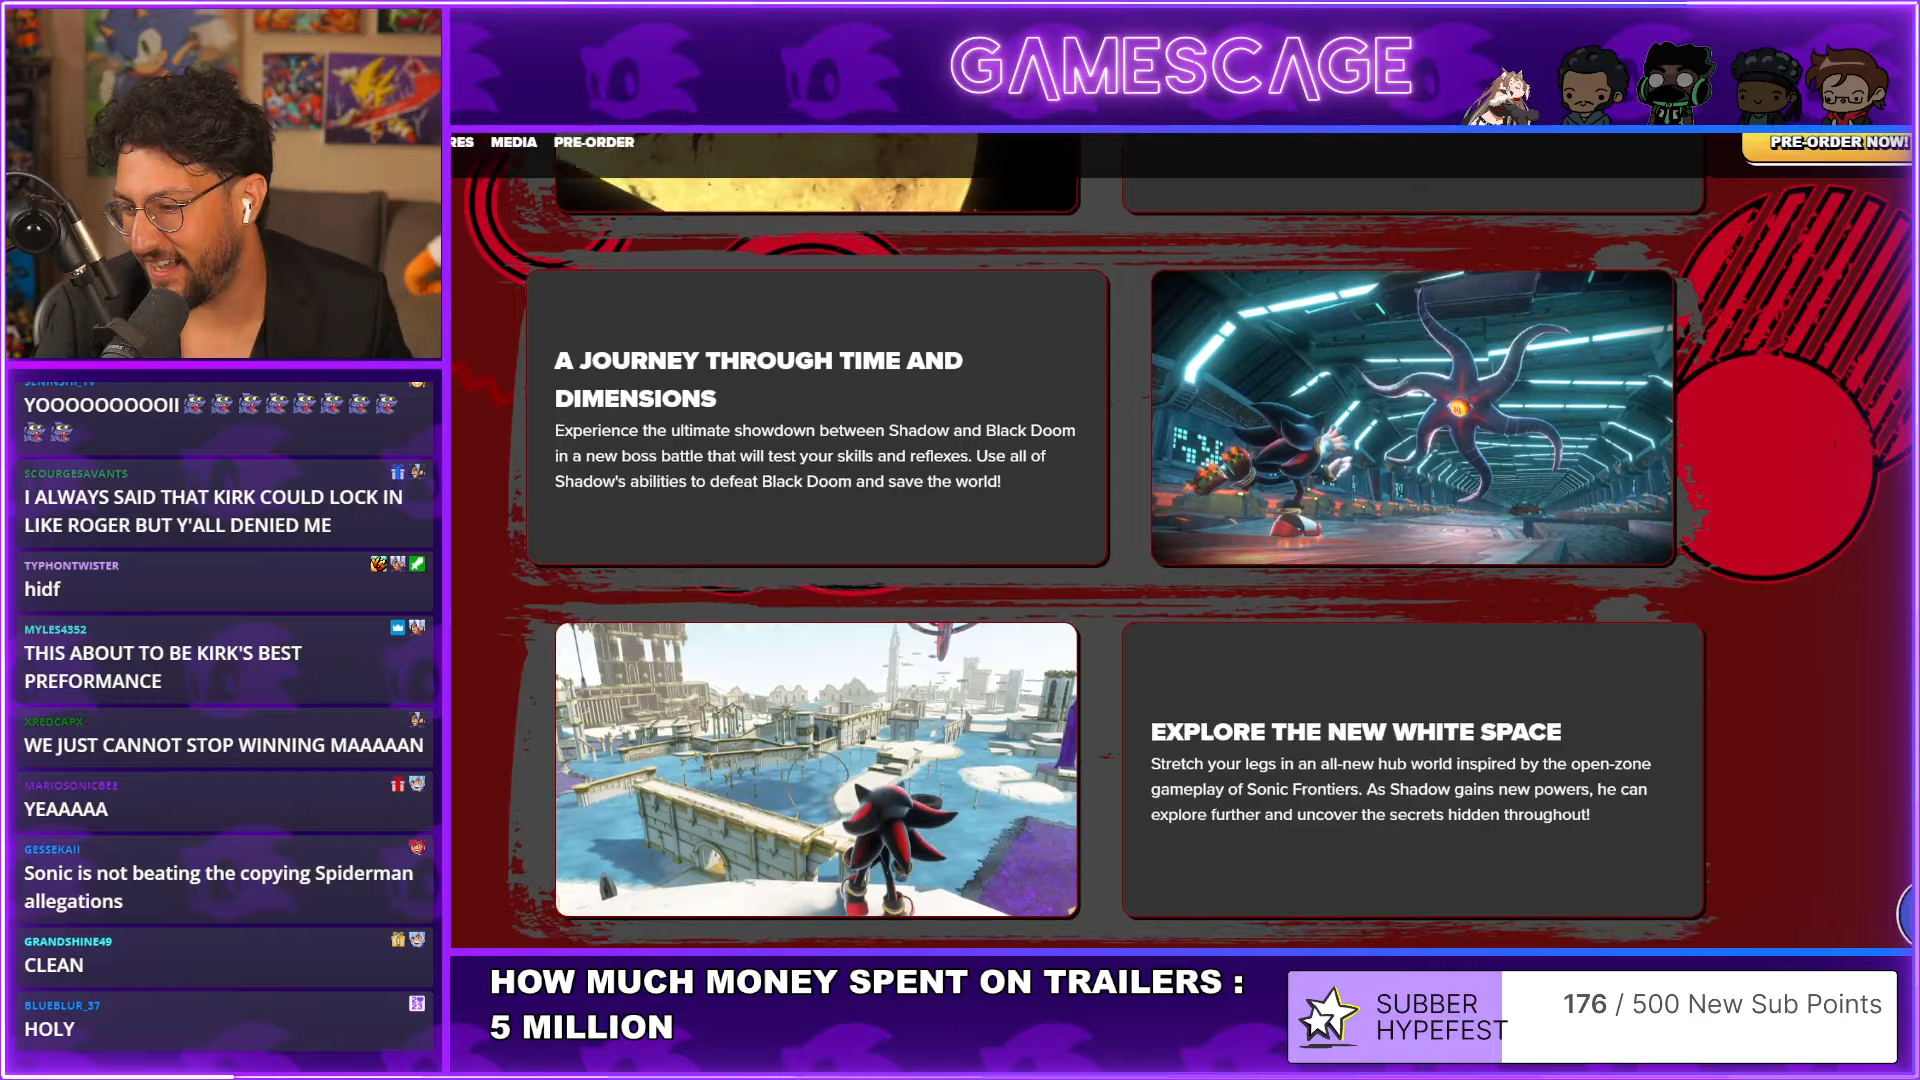 GAMESCAGE
RES MEDIA PRE-ORDER
PRE-ORDER NOW!
A JOURNEY THROUGH TIME AND
DIMENSIONS
Experience the ultimate showdown between Shadow and Black Doom
in a new boss battle that will test your skills and reflexes. Use all of
Shadow's abilities to defeat Black Doom and save the world!
EXPLORE THE NEW WHITE SPACE
Stretch your legs in an all-new hub world inspired by the open-zone
gameplay of Sonic Frontiers. As Shadow gains new powers, he can
explore further and uncover the secrets hidden throughout!
YOOOOOOOOOII
SCOURGESAVANTS
I ALWAYS SAID THAT KIRK COULD LOCK IN
LIKE ROGER BUT Y'ALL DENIED ME
TYPHONTWISTER
hidf
MYLES4352
THIS ABOUT TO BE KIRK'S BEST
PREFORMANCE
XREDCAPX
WE JUST CANNOT STOP WINNING MAAAAAN
MARIOSONICBEE
YEAAAAA
GESSEKAII
Sonic is not beating the copying Spiderman
allegations
GRANDSHINE49
CLEAN
BLUEBLUR_37
HOLY
HOW MUCH MONEY SPENT ON TRAILERS :
5 MILLION
SUBBER
HYPEFEST
176 / 500 New Sub Points